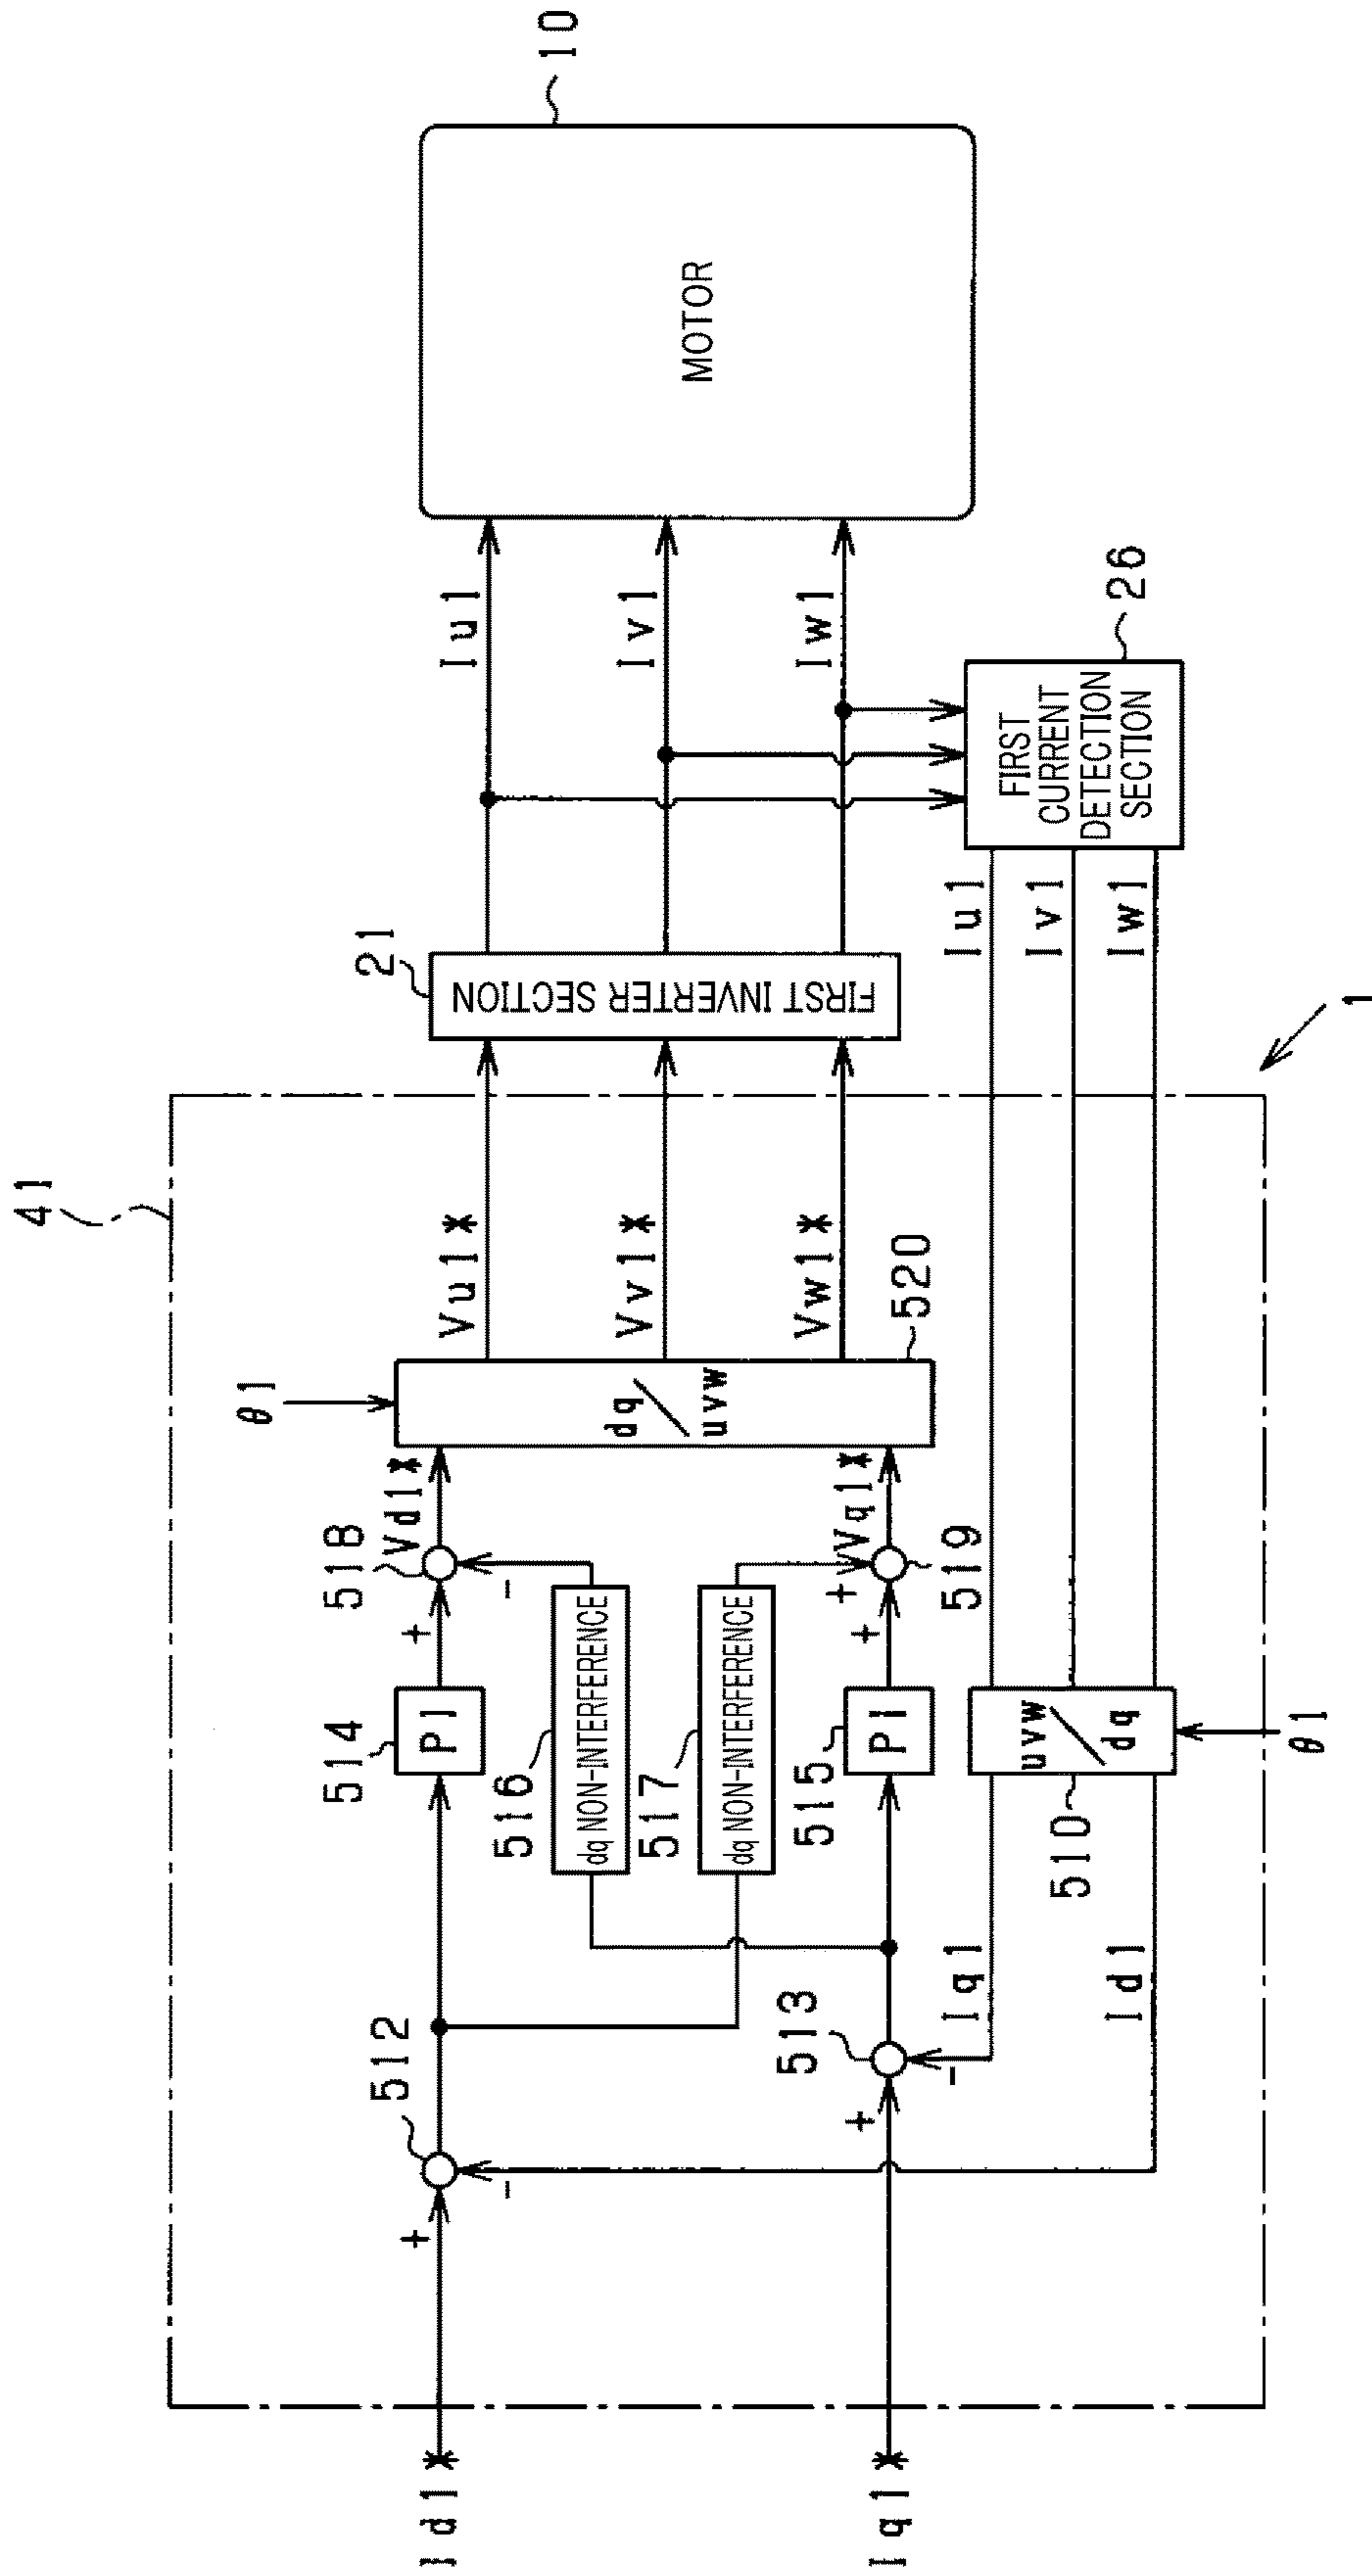 41
θ1
512
514
518
Vd1*
Vu1*
21
Iu1
10
Id1*
+
-
PI
+
-
516
dq NON-INTERFERENCE
dq
uvw
Vv1*
FIRST INVERTER SECTION
Iv1
MOTOR
517
dq NON-INTERFERENCE
513
515
+
Vq1*
Vw1*
Iw1
Iq1*
+
-
PI
+
519
520
Iq1
uvw
dq
Iu1
Iv1
Iw1
FIRST
CURRENT
DETECTION
SECTION
26
510
Id1
θ1
1